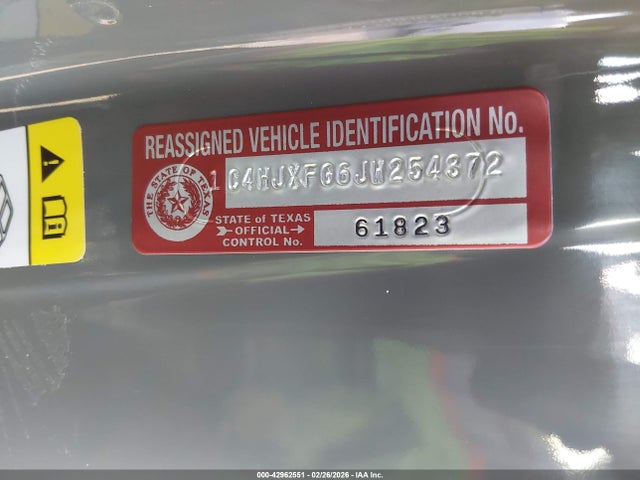 REASSIGNED VEHICLE IDENTIFICATION No.
1C4HJXFG6JW254372
THE STATE OF TEXAS
STATE of TEXAS
OFFICIAL
CONTROL No.
61823
000-42962551 - 02/26/2026 - IAA Inc.